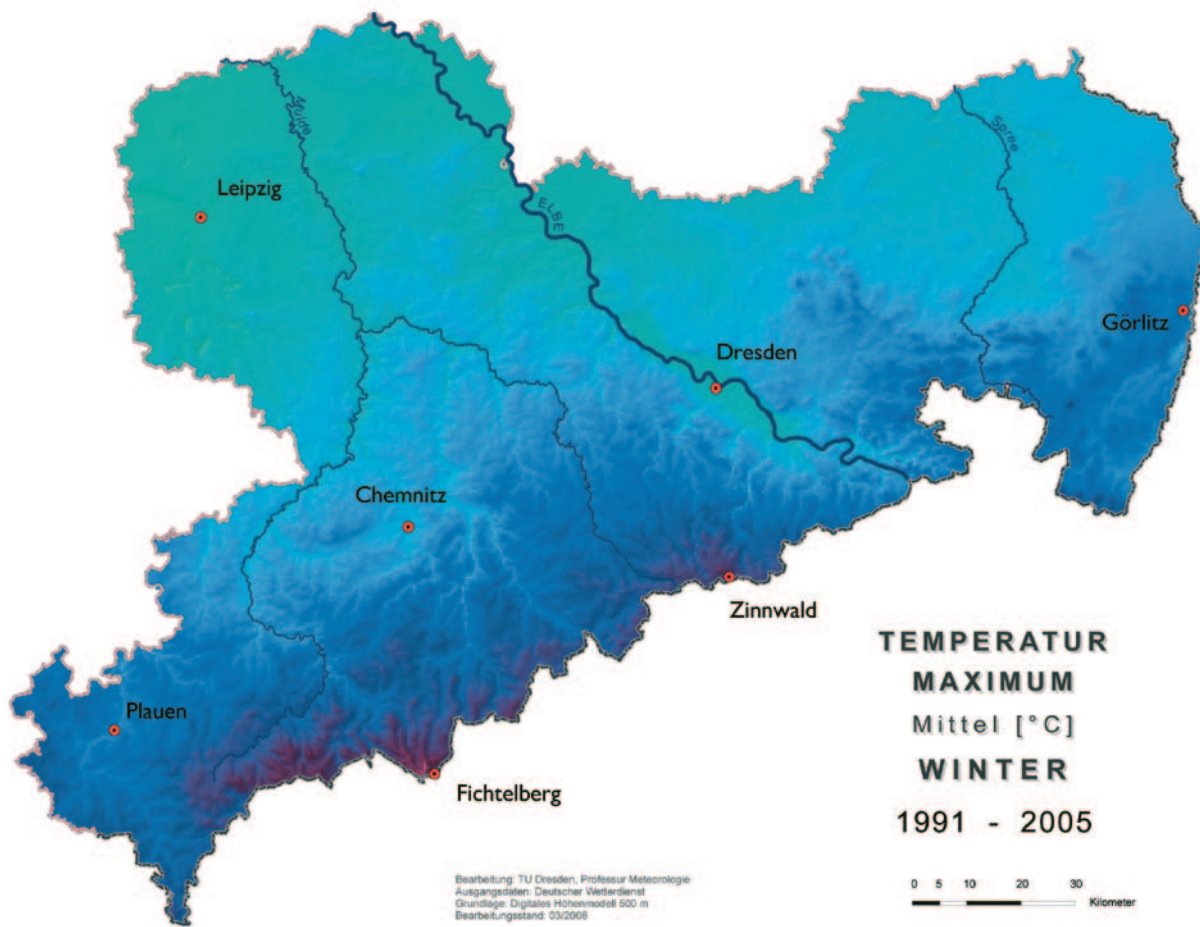 Mulde
Spree
Leipzig
ELBE
Görlitz
Dresden
Chemnitz
Zinnwald
Plauen
Fichtelberg
TEMPERATUR
MAXIMUM
Mittel [°C]
WINTER
1991 - 2005
Bearbeitung: TU Dresden, Professur Meteorologie
Ausgangsdaten: Deutscher Wetterdienst
Grundlage: Digitales Höhenmodell 500 m
Bearbeitungsstand: 03/2008
0 5 10 20 30
Kilometer